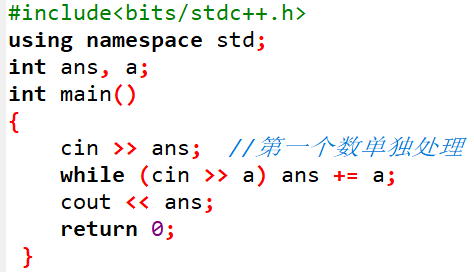 #include<bits/stdc++.h>
using namespace std;
int ans, a;
int main()
{
    cin >> ans;  //第一个数单独处理
    while (cin >> a) ans += a;
    cout << ans;
    return 0;
}